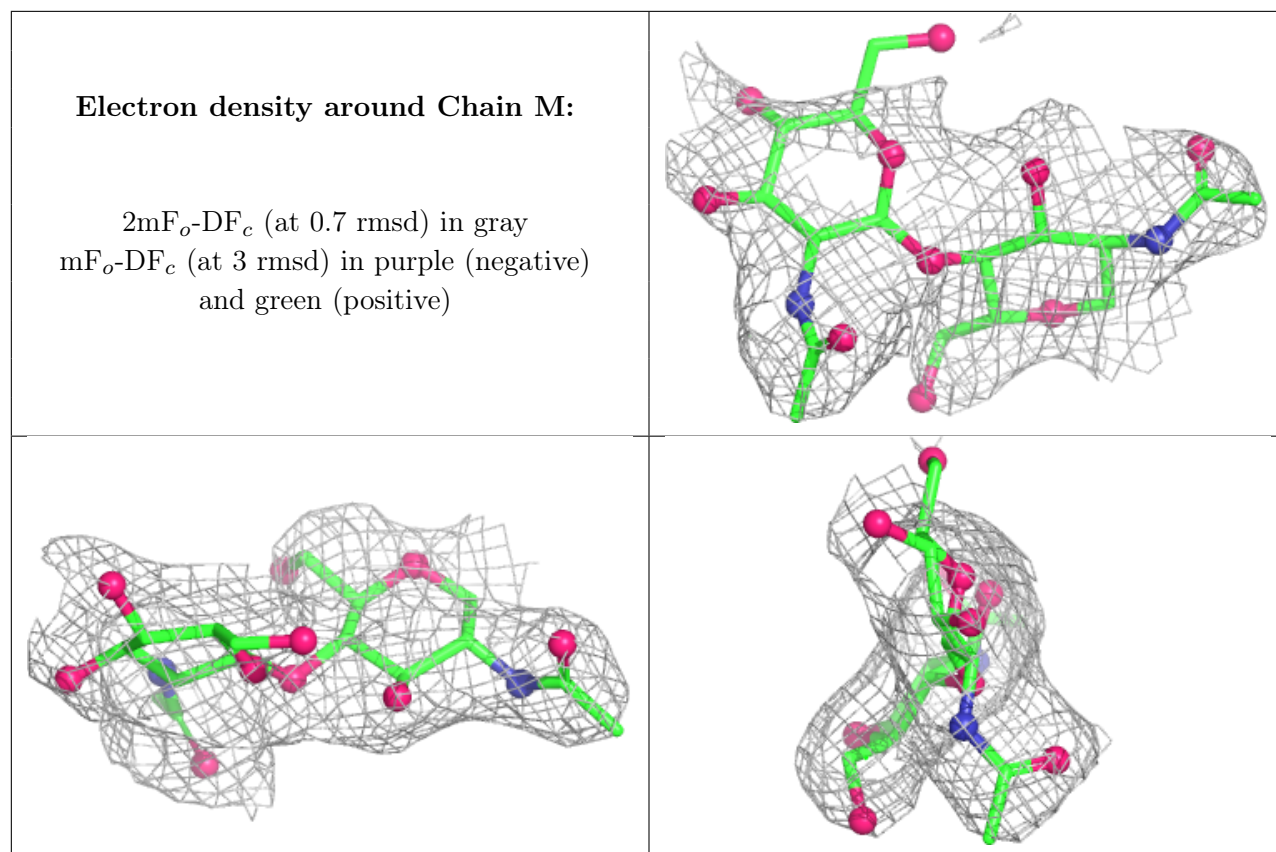 Electron density around Chain M:
2mFo-DFc (at 0.7 rmsd) in gray
mFo-DFc (at 3 rmsd) in purple (negative)
and green (positive)